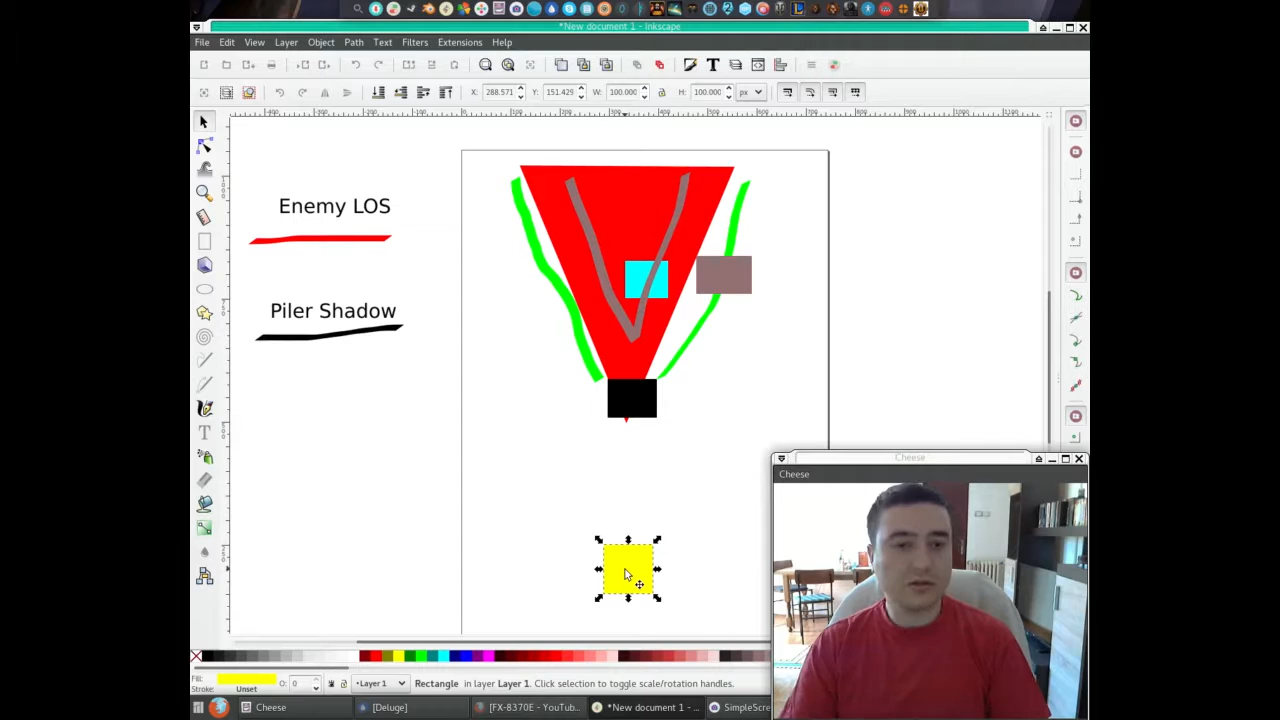 *New document 1 - Inkscape
File Edit View Layer Object Path Text Filters Extensions Help
X: 288.571 Y: 151.429 W: 100.000 H: 100.000 px
Enemy LOS
Piler Shadow
Cheese
Cheese
Fill:
Stroke: Unset O: 0 •Layer 1 Rectangle in layer Layer 1. Click selection to toggle scale/rotation handles.
Cheese [Deluge] [FX-8370E - YouTub... *New document 1 - ... SimpleScre